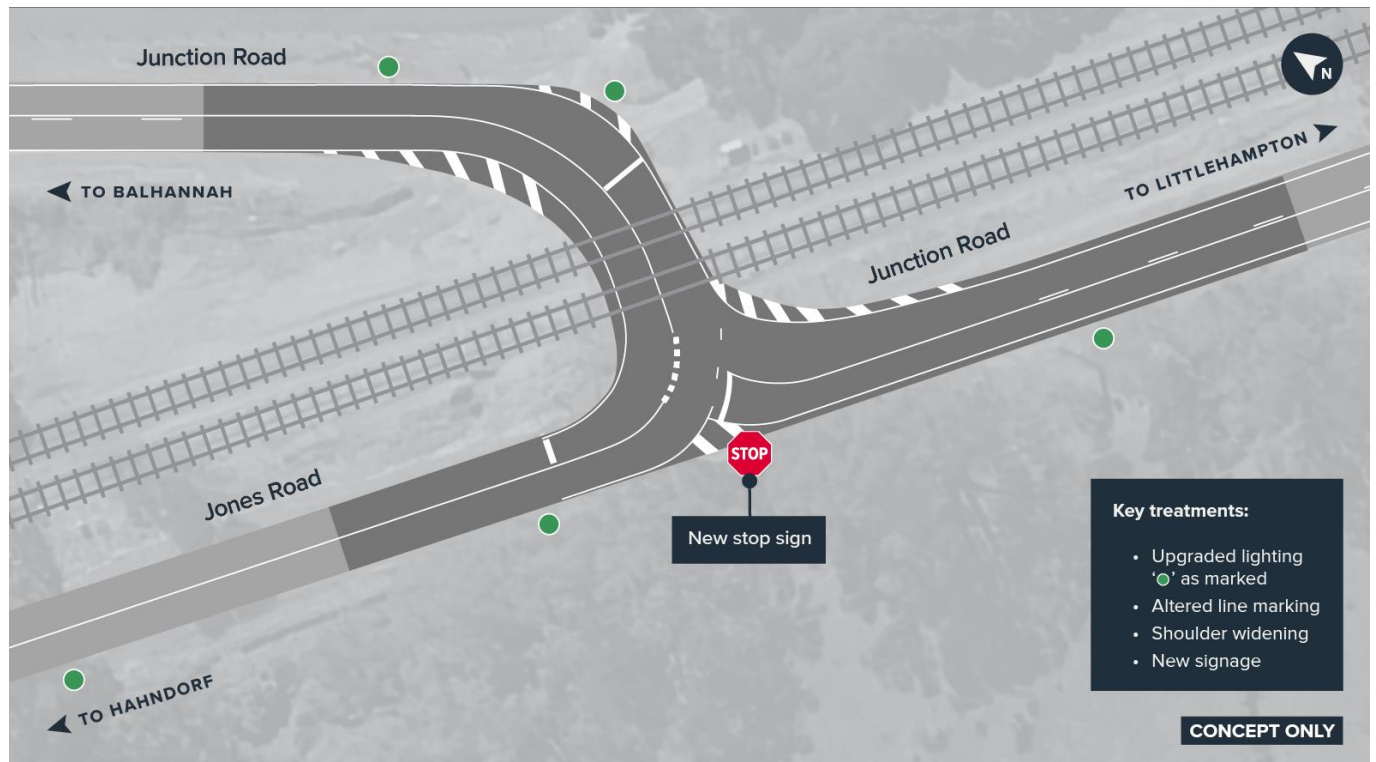 Junction Road
N
TO BALHANNAH
TO LITTLEHAMPTON
Junction Road
STOP
New stop sign
Jones Road
TO HAHNDORF
Key treatments:
• Upgraded lighting
‘○’ as marked
• Altered line marking
• Shoulder widening
• New signage
CONCEPT ONLY